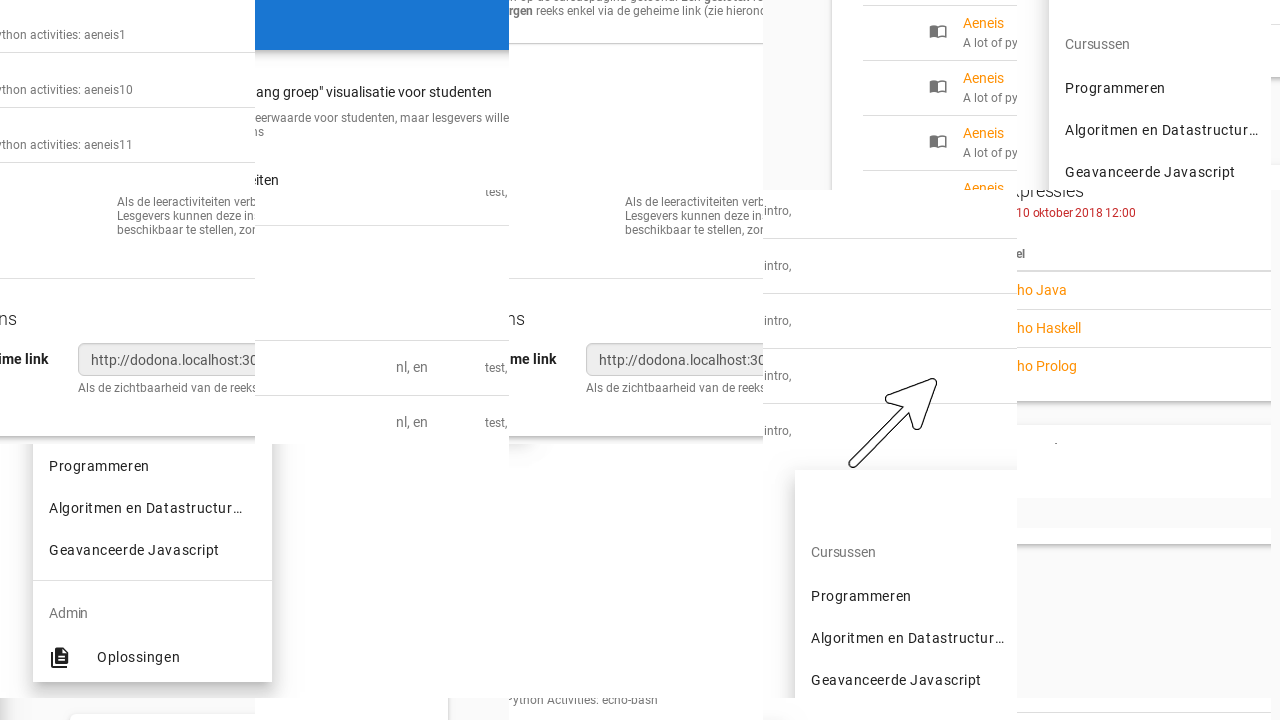 ython activities: aeneis1
ython activities: aeneis10
ython activities: aeneis11
ang groep" visualisatie voor studenten
eerwaarde voor studenten, maar lesgevers wille
ns
eiten
rgen reeks enkel via de geheime link (zie hierond
Aeneis
A lot of py
Aeneis
A lot of py
Aeneis
A lot of py
Aeneis
Cursussen
Programmeren
Algoritmen en Datastructur…
Geavanceerde Javascript
Als de leeractiviteiten verb
Lesgevers kunnen deze in
beschikbaar te stellen, zor
ns
ime link
http://dodona.localhost:30
Als de zichtbaarheid van de reeks
test,
nl, en
test,
nl, en
test,
Als de leeractiviteiten verb
Lesgevers kunnen deze in
beschikbaar te stellen, zor
ns
me link
http://dodona.localhost:30
Als de zichtbaarheid van de reeks
intro,
intro,
intro,
intro,
intro,
xpressies
10 oktober 2018 12:00
el
ho Java
ho Haskell
ho Prolog
Programmeren
Algoritmen en Datastructur…
Geavanceerde Javascript
Admin
Oplossingen
Cursussen
Programmeren
Algoritmen en Datastructur…
Geavanceerde Javascript
Python Activities: echo-bash